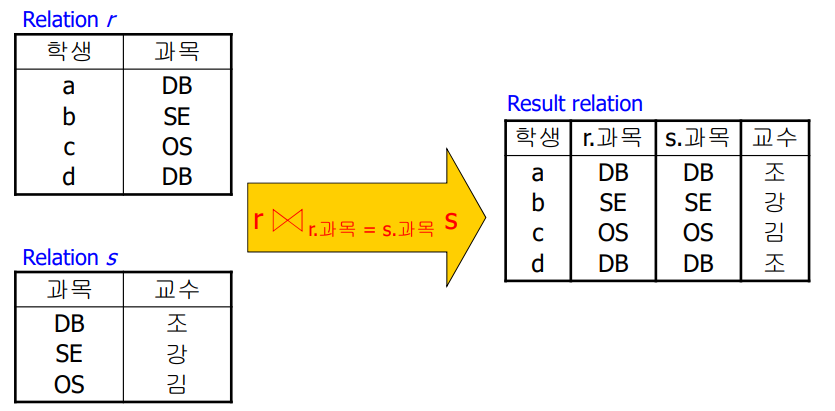 Relation r
학생 과목
a DB
b SE
c OS
d DB
Relation s
과목 교수
DB 조
SE 강
OS 김
r ⋈ r.과목 = s.과목 s
Result relation
학생 r.과목 s.과목 교수
a DB DB 조
b SE SE 강
c OS OS 김
d DB DB 조